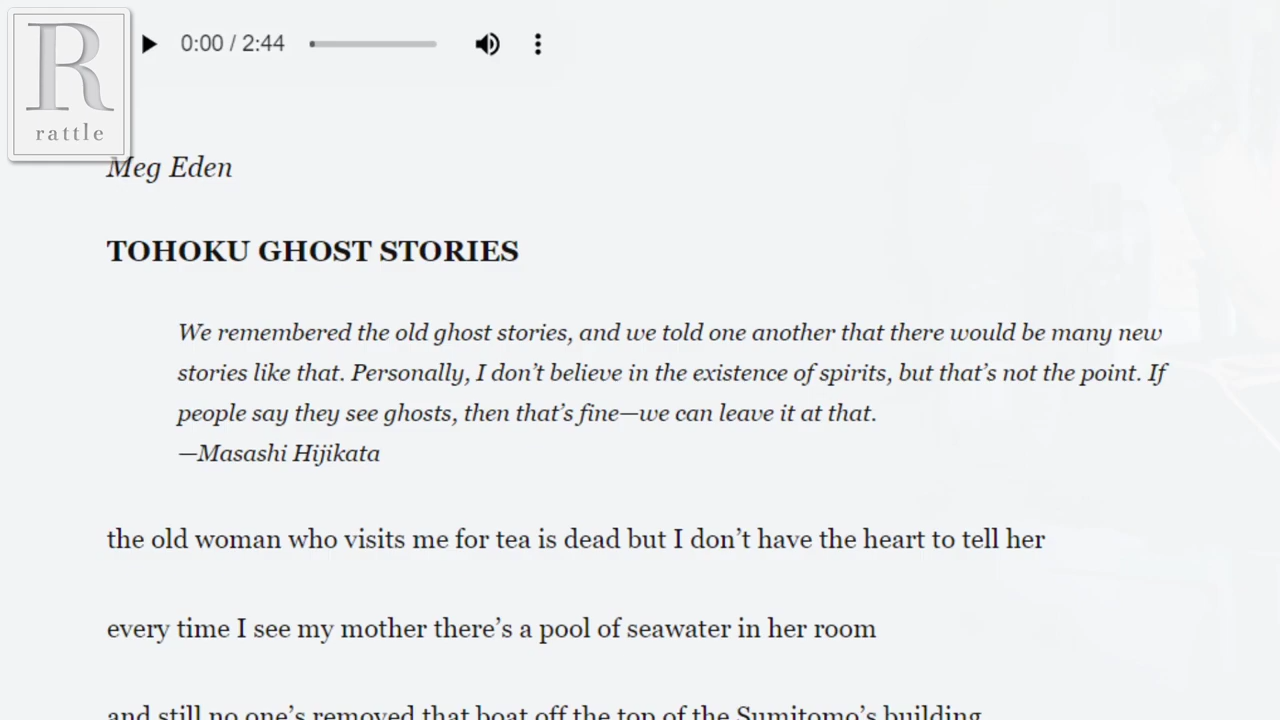 R
rattle
0:00 / 2:44
Meg Eden
TOHOKU GHOST STORIES
We remembered the old ghost stories, and we told one another that there would be many new
stories like that. Personally, I don’t believe in the existence of spirits, but that’s not the point. If
people say they see ghosts, then that’s fine—we can leave it at that.
—Masashi Hijikata
the old woman who visits me for tea is dead but I don’t have the heart to tell her
every time I see my mother there’s a pool of seawater in her room
and still no one’s removed that boat off the top of the Sumitomo’s building